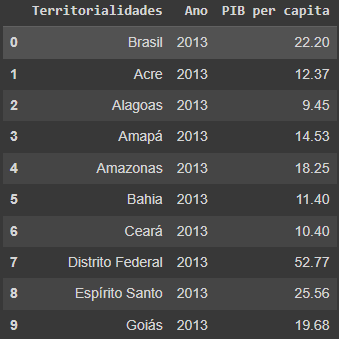 Territorialidades Ano PIB per capita
0 Brasil 2013 22.20
1 Acre 2013 12.37
2 Alagoas 2013 9.45
3 Amapá 2013 14.53
4 Amazonas 2013 18.25
5 Bahia 2013 11.40
6 Ceará 2013 10.40
7 Distrito Federal 2013 52.77
8 Espírito Santo 2013 25.56
9 Goiás 2013 19.68